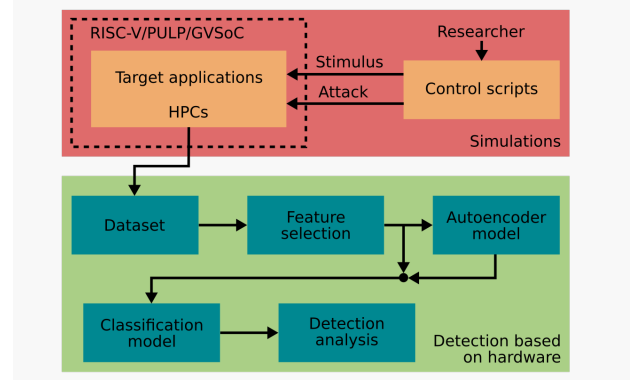 RISC-V/PULP/GVSoC
Researcher
Target applications
HPCs
Stimulus
Attack
Control scripts
Simulations
Dataset
Feature
selection
Autoencoder
model
Classification
model
Detection
analysis
Detection based
on hardware